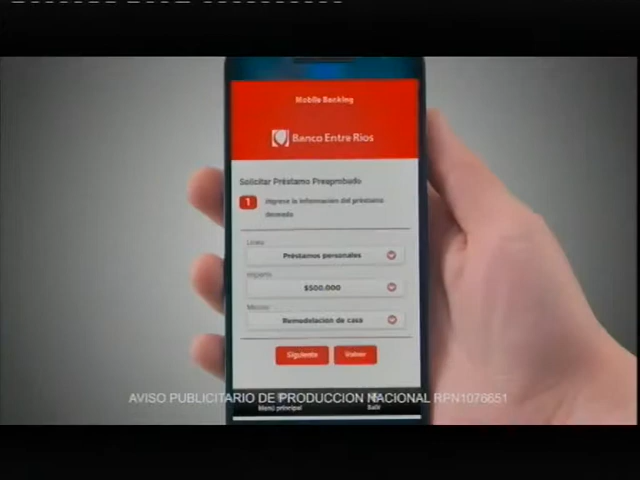 Mobile Banking
Banco Entre Rios
Solicitar Préstamo Preaprobado
1 Ingrese la información del préstamo
deseado
Línea
Préstamos personales
Importe
$500.000
Motivo
Remodelación de casa
Siguiente Volver
AVISO PUBLICITARIO DE PRODUCCION NACIONAL RPN1076651
Menú principal Salir